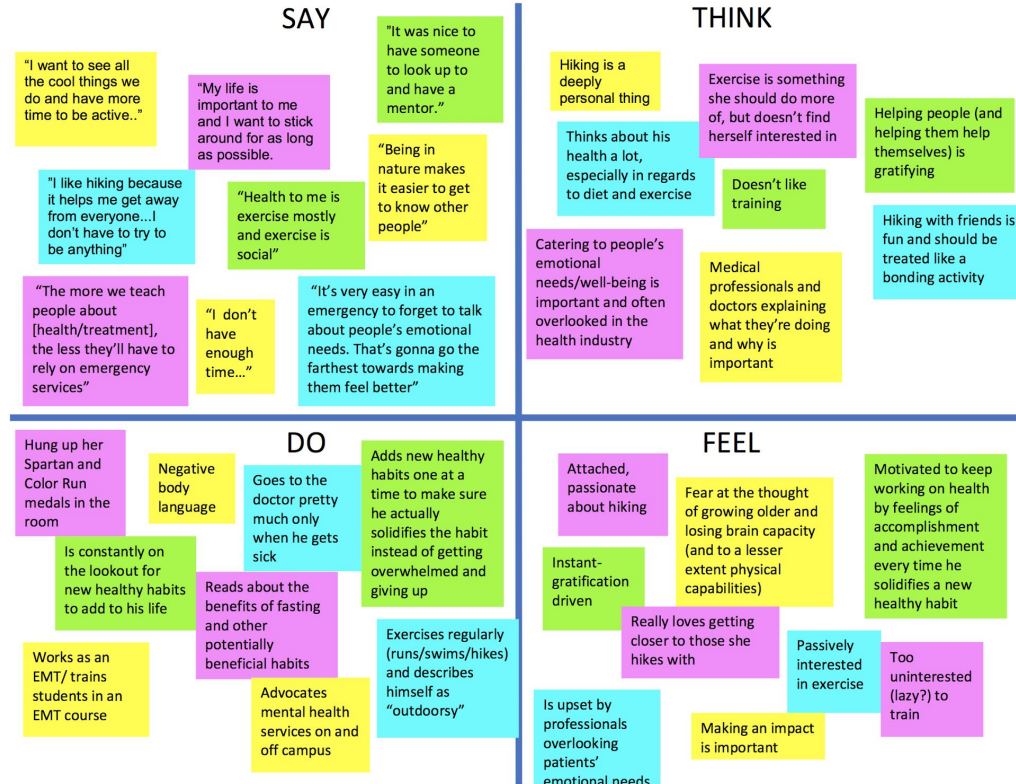 SAY
"I want to see all
the cool things we
do and have more
time to be active.."
"My life is
important to me
and I want to stick
around for as long
as possible.
"It was nice to
have someone
to look up to
and have a
mentor."
"I like hiking because
it helps me get away
from everyone...I
don't have to try to
be anything"
"Health to me is
exercise mostly
and exercise is
social"
"Being in
nature makes
it easier to get
to know other
people"
"The more we teach
people about
[health/treatment],
the less they'll have to
rely on emergency
services"
"I don't
have
enough
time..."
"It's very easy in an
emergency to forget to talk
about people's emotional
needs. That's gonna go the
farthest towards making
them feel better"
THINK
Hiking is a
deeply
personal thing
Exercise is something
she should do more
of, but doesn't find
herself interested in
Helping people (and
helping them help
themselves) is
gratifying
Thinks about his
health a lot,
especially in regards
to diet and exercise
Doesn't like
training
Hiking with friends is
fun and should be
treated like a
bonding activity
Catering to people's
emotional
needs/well-being is
important and often
overlooked in the
health industry
Medical
professionals and
doctors explaining
what they're doing
and why is
important
DO
Hung up her
Spartan and
Color Run
medals in the
room
Negative
body
language
Goes to the
doctor pretty
much only
when he gets
sick
Adds new healthy
habits one at a
time to make sure
he actually
solidifies the habit
instead of getting
overwhelmed and
giving up
Is constantly on
the lookout for
new healthy habits
to add to his life
Reads about the
benefits of fasting
and other
potentially
beneficial habits
Exercises regularly
(runs/swims/hikes)
and describes
himself as
"outdoorsy"
Works as an
EMT/ trains
students in an
EMT course
Advocates
mental health
services on and
off campus
FEEL
Attached,
passionate
about hiking
Fear at the thought
of growing older and
losing brain capacity
(and to a lesser
extent physical
capabilities)
Motivated to keep
working on health
by feelings of
accomplishment
and achievement
every time he
solidifies a new
healthy habit
Instant-
gratification
driven
Really loves getting
closer to those she
hikes with
Passively
interested
in exercise
Too
uninterested
(lazy?) to
train
Is upset by
professionals
overlooking
patients'
emotional needs
Making an impact
is important